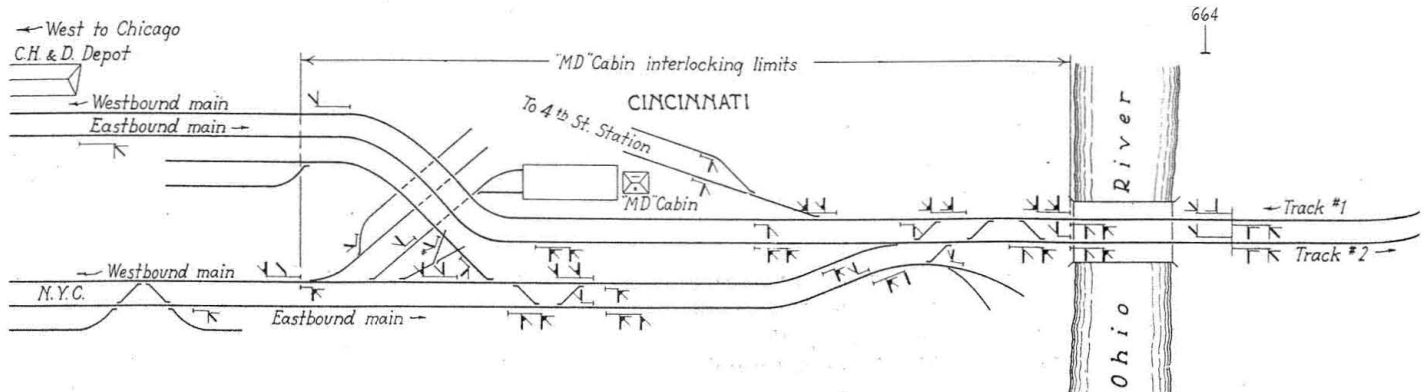 664
West to Chicago
C.H. & D. Depot
"MD" Cabin interlocking limits
CINCINNATI
To 4th St. Station
Westbound main
Eastbound main
"MD" Cabin
River
Track #1
Track #2
Westbound main
N.Y.C.
Eastbound main
Ohio